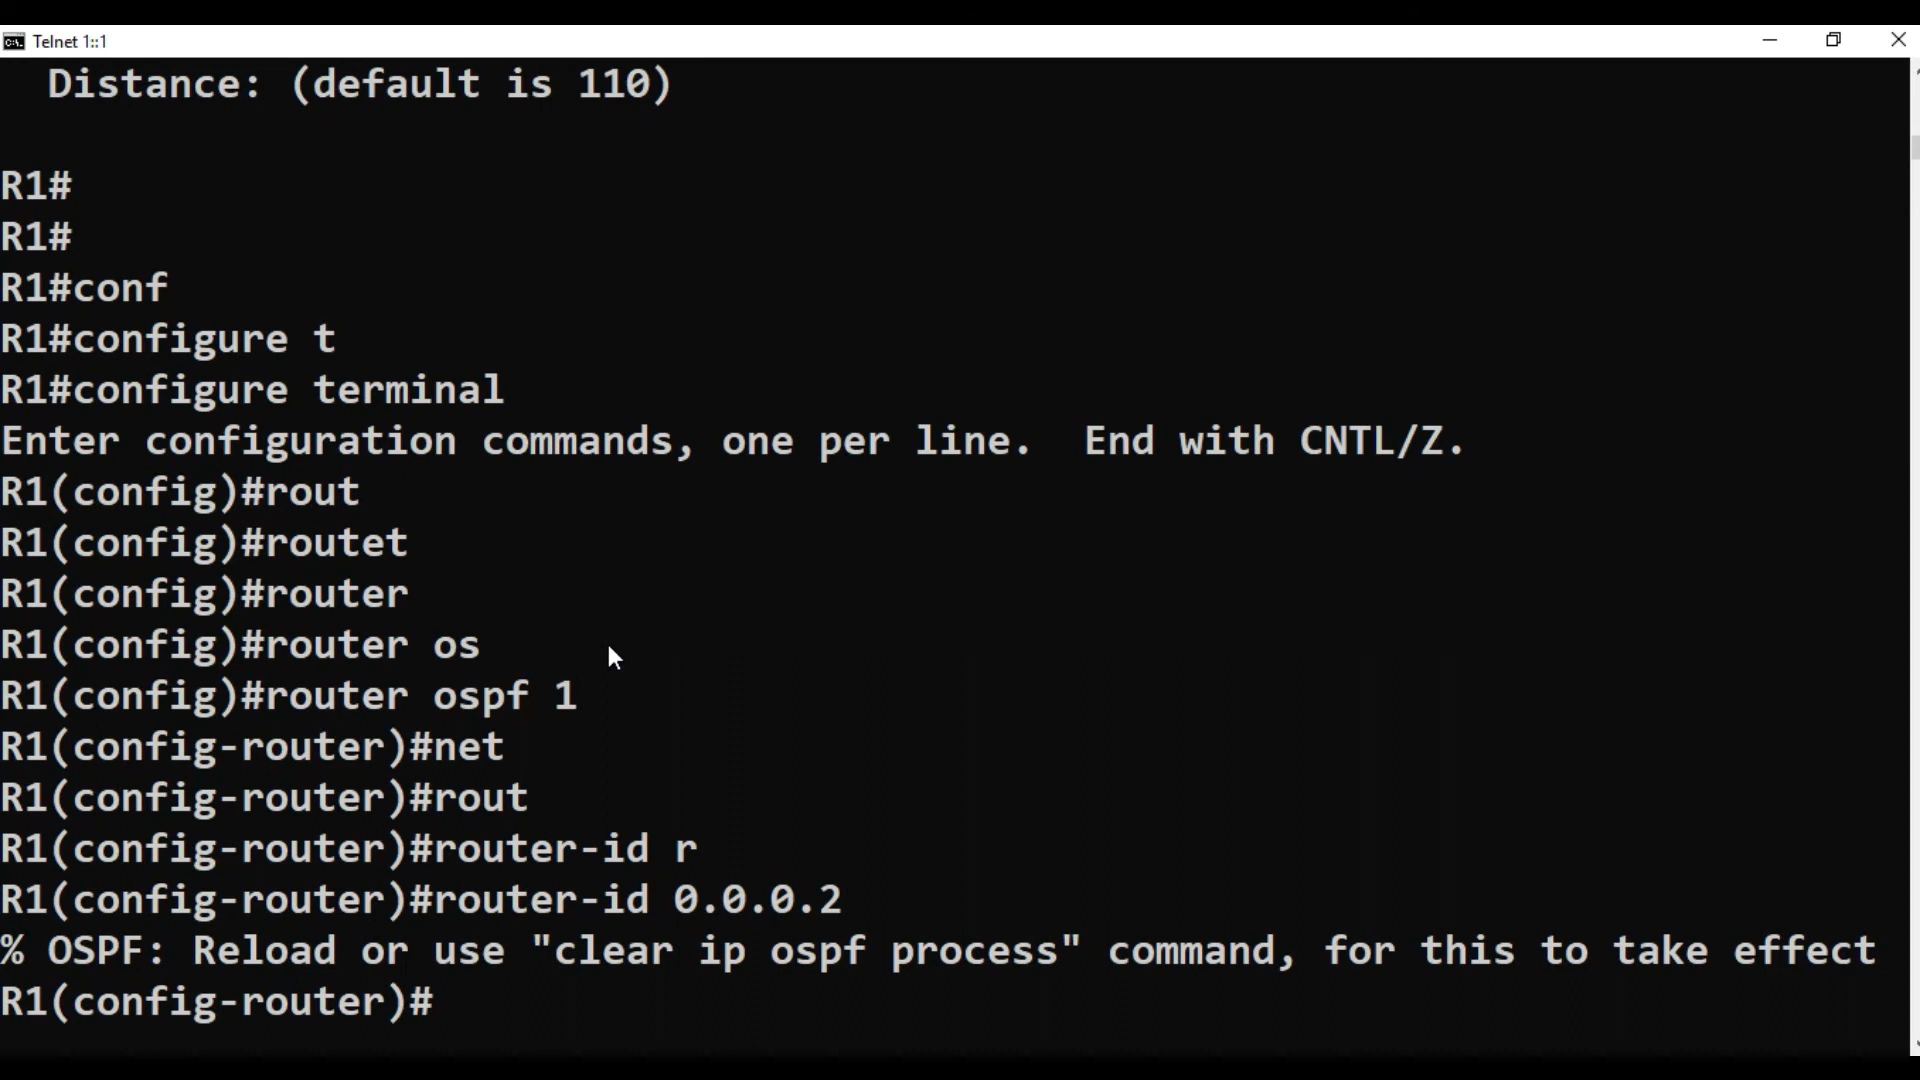 Telnet 1::1
Distance: (default is 110)
R1#
R1#
R1#conf
R1#configure t
R1#configure terminal
Enter configuration commands, one per line.  End with CNTL/Z.
R1(config)#rout
R1(config)#routet
R1(config)#router
R1(config)#router os
R1(config)#router ospf 1
R1(config-router)#net
R1(config-router)#rout
R1(config-router)#router-id r
R1(config-router)#router-id 0.0.0.2
% OSPF: Reload or use "clear ip ospf process" command, for this to take effect
R1(config-router)#